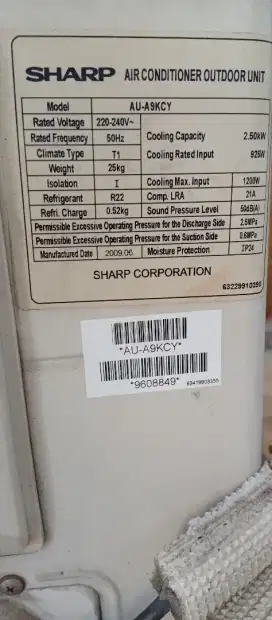 SHARP AIR CONDITIONER OUTDOOR UNIT
Model AU-A9KCY
Rated Voltage 220-240V~
Rated Frequency 50Hz Cooling Capacity 2.50kW
Climate Type T1 Cooling Rated Input 925W
Weight 25kg
Isolation I Cooling Max. Input 1200W
Refrigerant R22 Comp. LRA 21A
Refri. Charge 0.52kg Sound Pressure Level 50dB(A)
Permissible Excessive Operating Pressure for the Discharge Side 2.5MPa
Permissible Excessive Operating Pressure for the Suction Side 0.6MPa
Manufactured Date 2009.06 Moisture Protection IP24
SHARP CORPORATION
*AU-A9KCY*
*9608849*